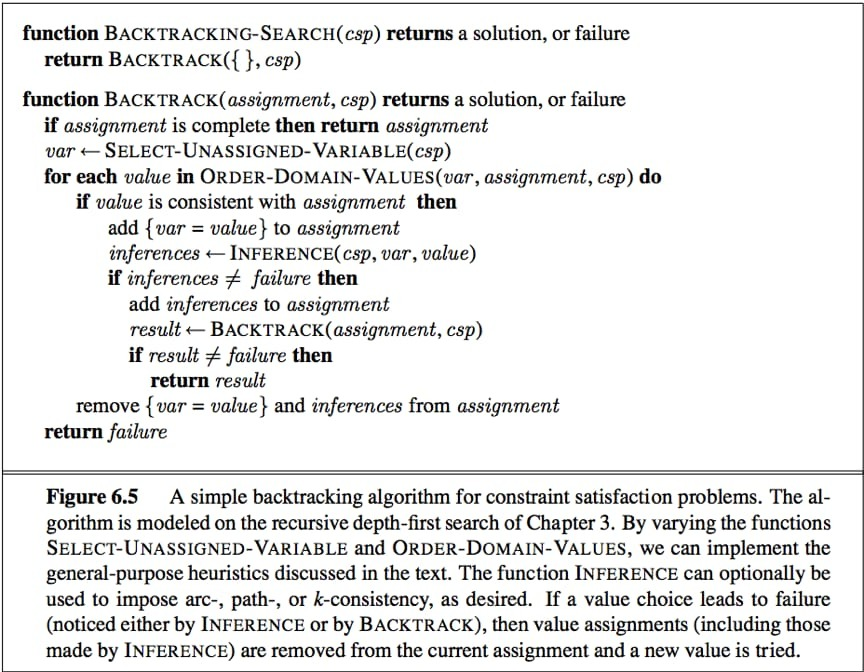 function BACKTRACKING-SEARCH(csp) returns a solution, or failure
return BACKTRACK({ }, csp)
function BACKTRACK(assignment, csp) returns a solution, or failure
if assignment is complete then return assignment
var ← SELECT-UNASSIGNED-VARIABLE(csp)
for each value in ORDER-DOMAIN-VALUES(var, assignment, csp) do
if value is consistent with assignment then
add {var = value} to assignment
inferences ← INFERENCE(csp, var, value)
if inferences ≠ failure then
add inferences to assignment
result ← BACKTRACK(assignment, csp)
if result ≠ failure then
return result
remove {var = value} and inferences from assignment
return failure
Figure 6.5 A simple backtracking algorithm for constraint satisfaction problems. The al-
gorithm is modeled on the recursive depth-first search of Chapter 3. By varying the functions
SELECT-UNASSIGNED-VARIABLE and ORDER-DOMAIN-VALUES, we can implement the
general-purpose heuristics discussed in the text. The function INFERENCE can optionally be
used to impose arc-, path-, or k-consistency, as desired. If a value choice leads to failure
(noticed either by INFERENCE or by BACKTRACK), then value assignments (including those
made by INFERENCE) are removed from the current assignment and a new value is tried.